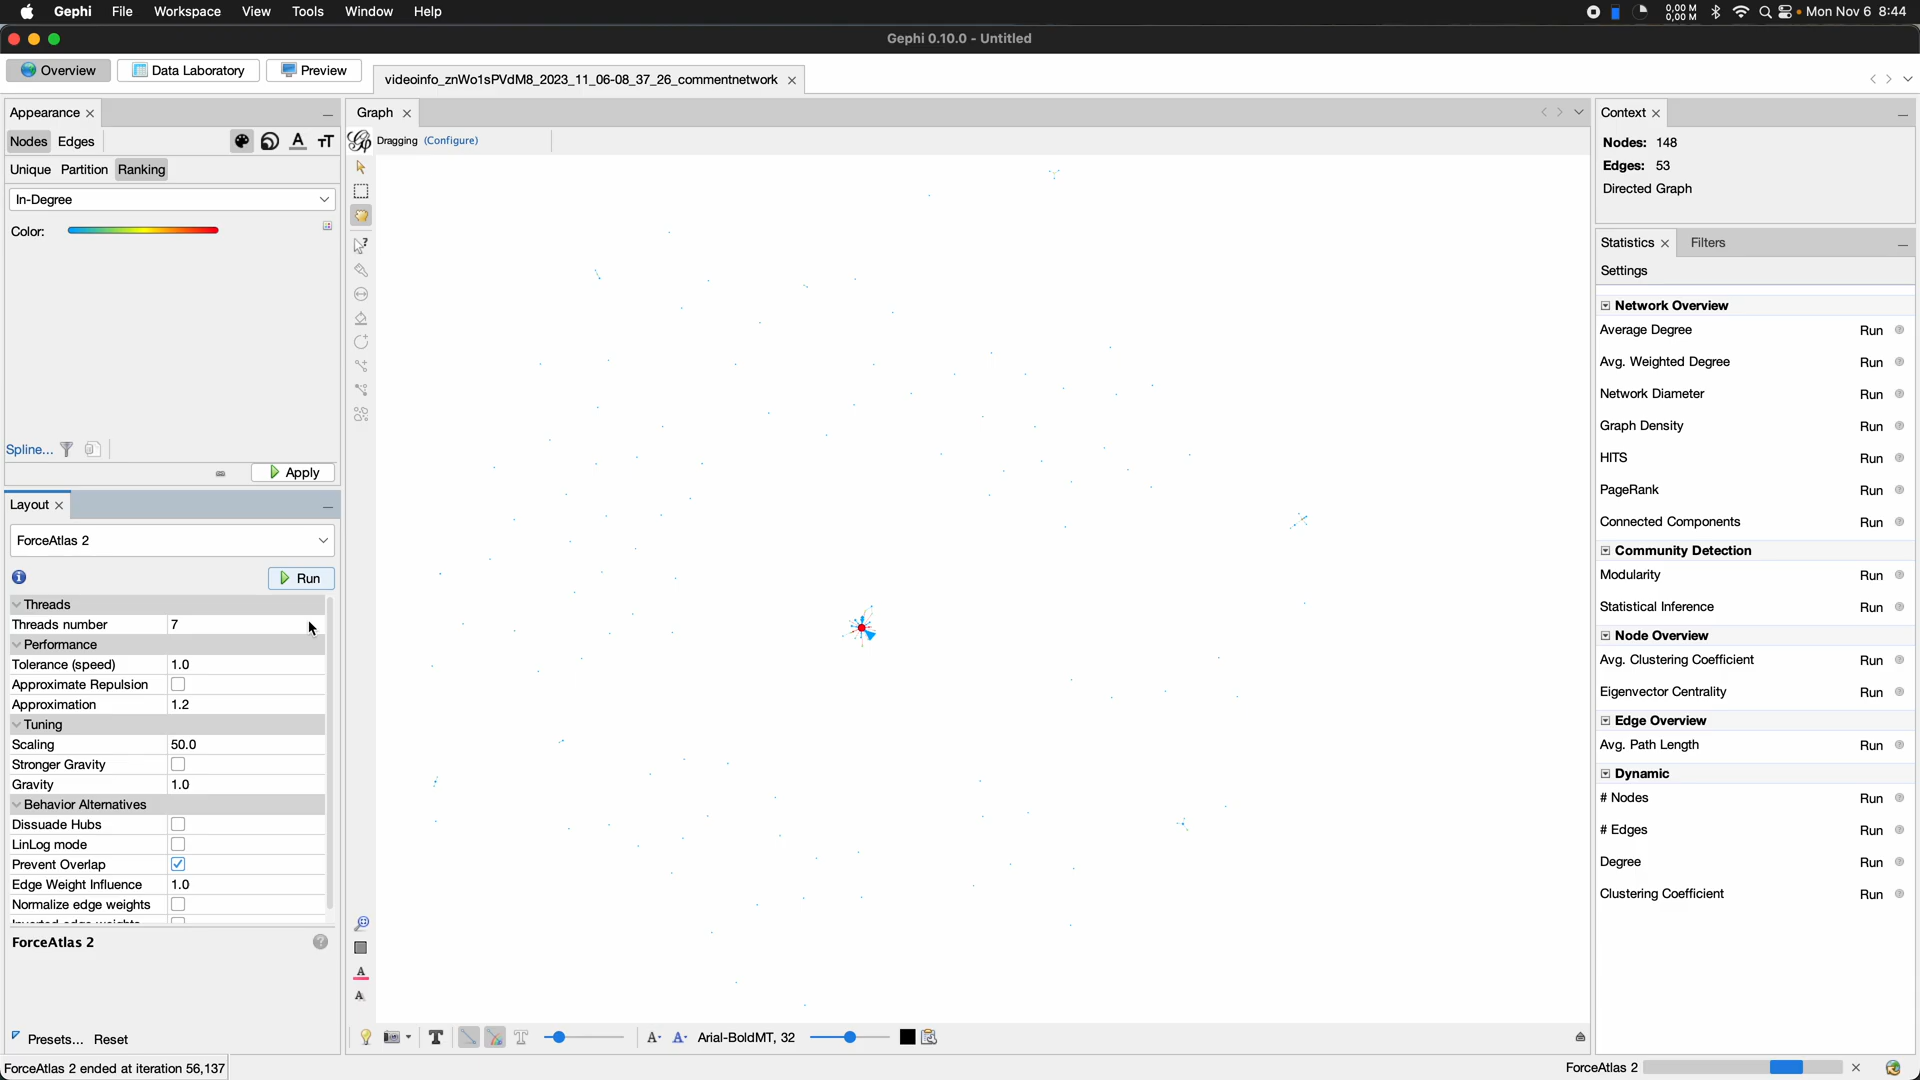 Gephi File Workspace View Tools Window Help
0,00 M
0,00 M
Mon Nov 6 8:44
Gephi 0.10.0 - Untitled
Overview Data Laboratory Preview
videoinfo_znWo1sPVdM8_2023_11_06-08_37_26_commentnetwork
Appearance
Nodes Edges
Unique Partition Ranking
In-Degree
Color:
Spline...
Apply
Layout
ForceAtlas 2
Run
Threads
Threads number 7
Performance
Tolerance (speed) 1.0
Approximate Repulsion
Approximation 1.2
Tuning
Scaling 50.0
Stronger Gravity
Gravity 1.0
Behavior Alternatives
Dissuade Hubs
LinLog mode
Prevent Overlap
Edge Weight Influence 1.0
Normalize edge weights
ForceAtlas 2
Presets... Reset
ForceAtlas 2 ended at iteration 56,137
Graph
Dragging (Configure)
Arial-BoldMT, 32
Context
Nodes: 148
Edges: 53
Directed Graph
Statistics Filters
Settings
Network Overview
Average Degree Run
Avg. Weighted Degree Run
Network Diameter Run
Graph Density Run
HITS Run
PageRank Run
Connected Components Run
Community Detection
Modularity Run
Statistical Inference Run
Node Overview
Avg. Clustering Coefficient Run
Eigenvector Centrality Run
Edge Overview
Avg. Path Length Run
Dynamic
# Nodes Run
# Edges Run
Degree Run
Clustering Coefficient Run
ForceAtlas 2